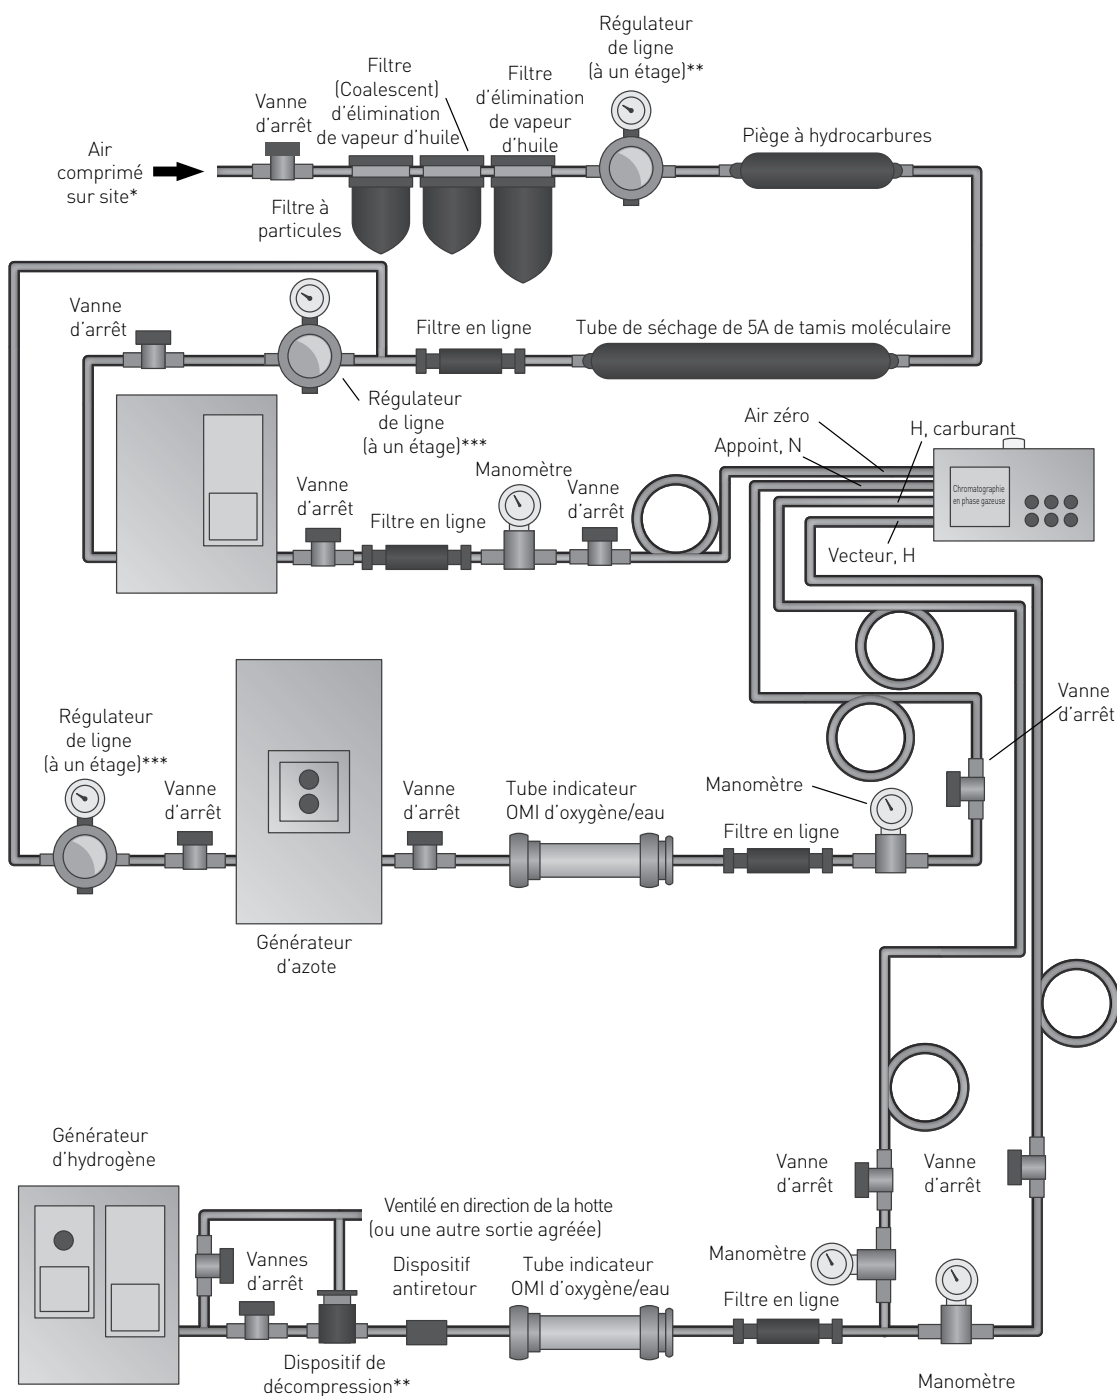 Régulateur
de ligne
(à un étage)**
Filtre
(Coalescent)
d'élimination
de vapeur d'huile
Filtre
d'élimination
de vapeur
d'huile
Vanne
d'arrêt
Piège à hydrocarbures
Air
comprimé
sur site*
Filtre à
particules
Vanne
d'arrêt
Filtre en ligne
Tube de séchage de 5A de tamis moléculaire
Régulateur
de ligne
(à un étage)***
Air zéro
Appoint, N
H, carburant
Manomètre
Vanne
d'arrêt
Vanne
d'arrêt
Filtre en ligne
Chromatographie
en phase gazeuse
Vecteur, H
Vanne
d'arrêt
Régulateur
de ligne
(à un étage)***
Vanne
d'arrêt
Vanne
d'arrêt
Tube indicateur
OMI d'oxygène/eau
Manomètre
Filtre en ligne
Générateur
d'azote
Générateur
d'hydrogène
Vanne
d'arrêt
Vanne
d'arrêt
Ventilé en direction de la hotte
(ou une autre sortie agréée)
Vannes
d'arrêt
Dispositif
antiretour
Tube indicateur
OMI d'oxygène/eau
Manomètre
Filtre en ligne
Dispositif de
décompression**
Manomètre